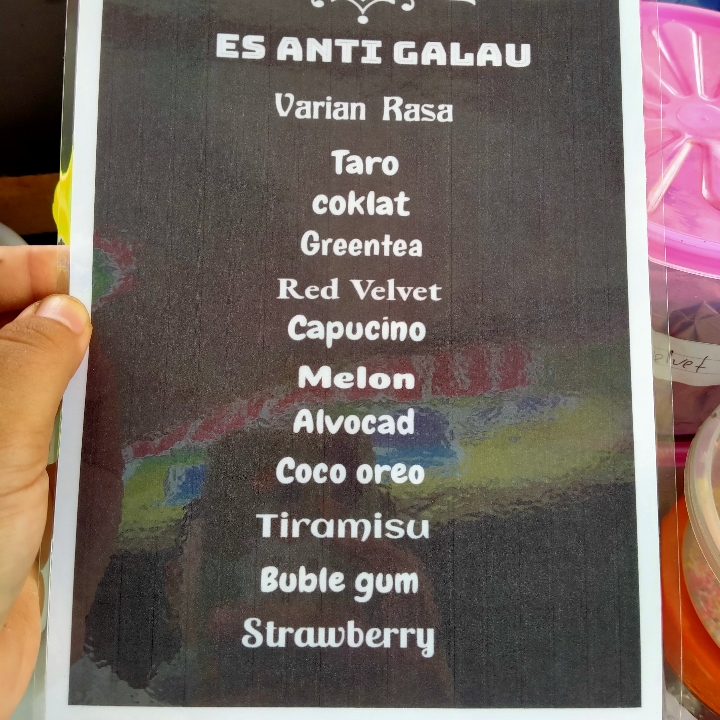 ES ANTI GALAU
Varian Rasa
Taro
coklat
Greentea
Red Velvet
Capucino
Melon
Alvocad
Coco oreo
Tiramisu
Buble gum
Strawberry